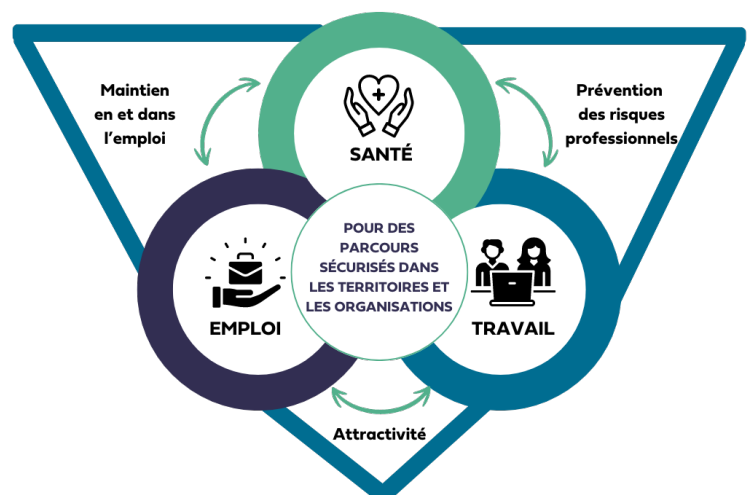 Maintien
en et dans
l'emploi
Prévention
des risques
professionnels
SANTÉ
POUR DES
PARCOURS
SÉCURISÉS DANS
LES TERRITOIRES ET
LES ORGANISATIONS
EMPLOI
TRAVAIL
Attractivité